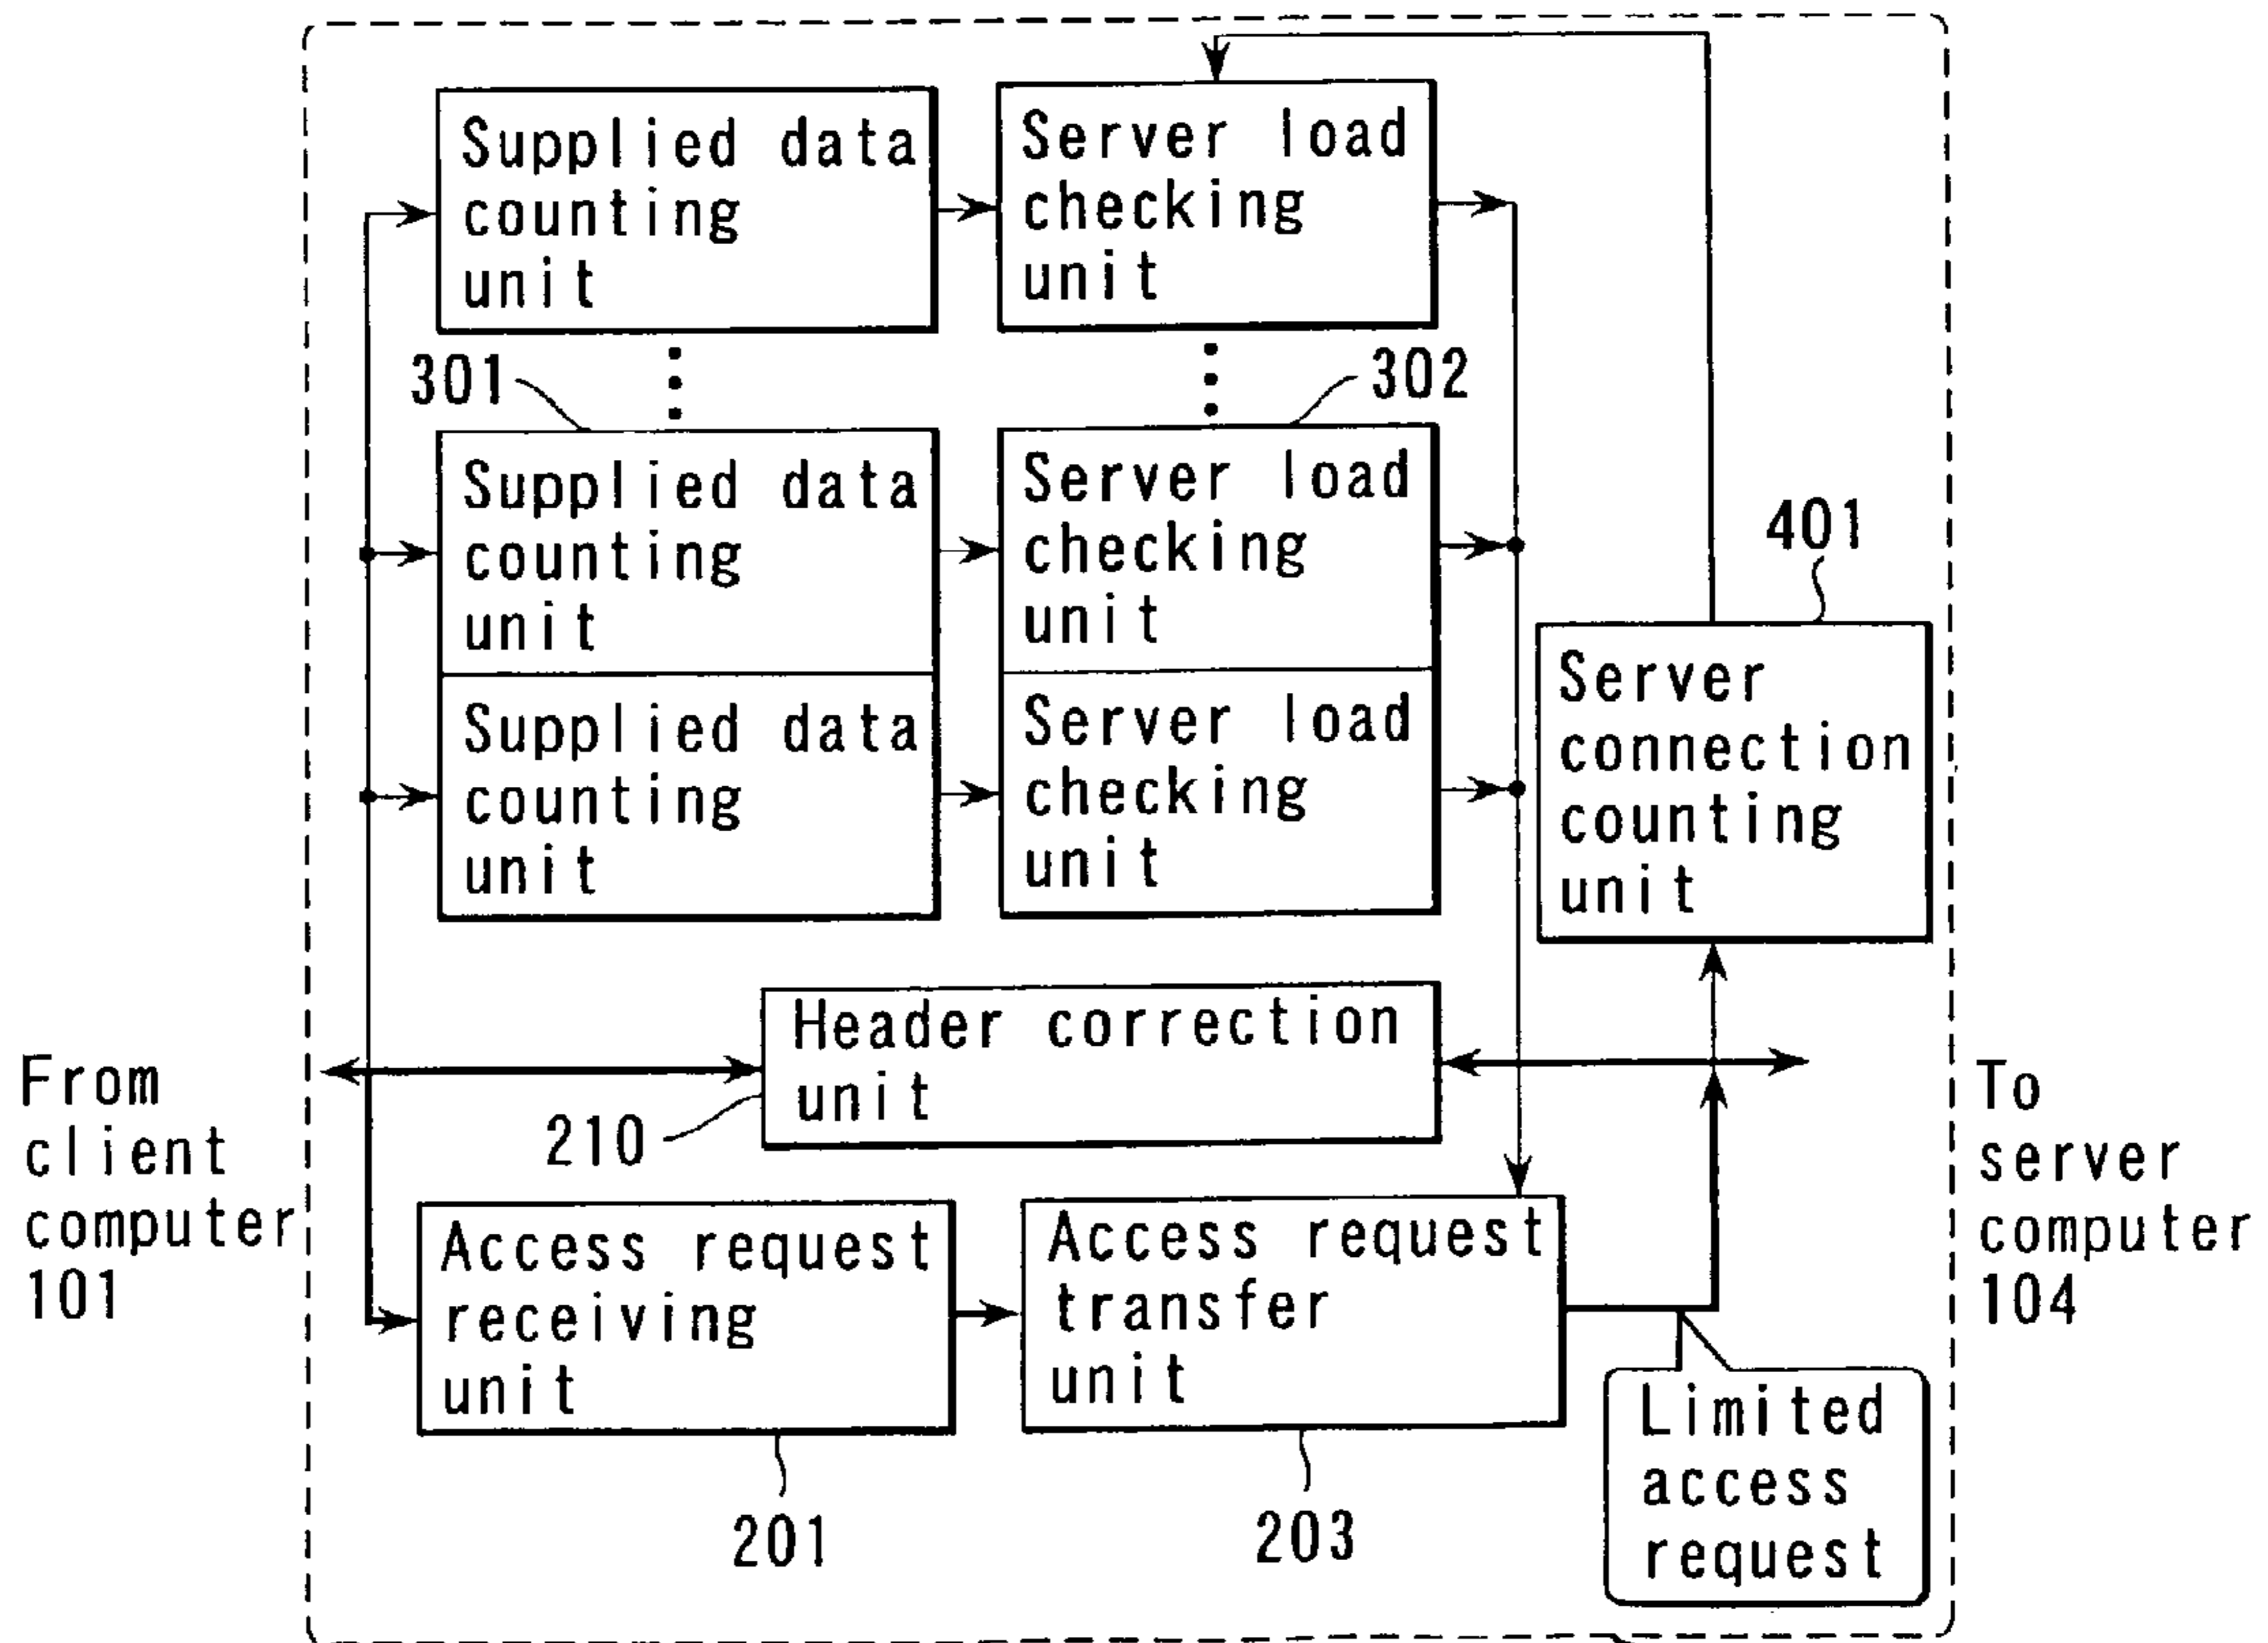 Supplied data
counting
unit
Server load
checking
unit
301
302
Supplied data
counting
unit
Server load
checking
unit
401
Supplied data
counting
unit
Server load
checking
unit
Server
connection
counting
unit
Header correction
unit
210
From
client
computer
101
To
server
computer
104
Access request
receiving
unit
Access request
transfer
unit
201
203
Limited
access
request